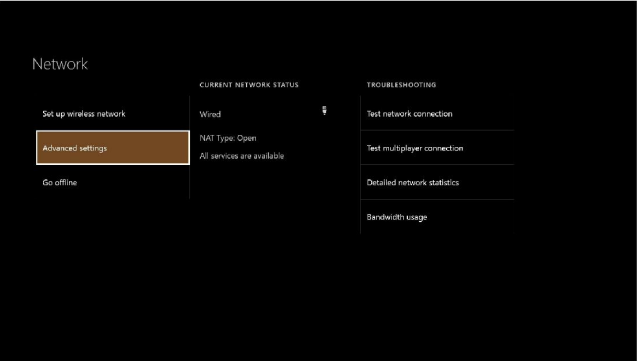 Network
Set up wireless network
Advanced settings
Go offline
CURRENT NETWORK STATUS
Wired
NAT Type: Open
All services are available
TROUBLESHOOTING
Test network connection
Test multiplayer connection
Detailed network statistics
Bandwidth usage